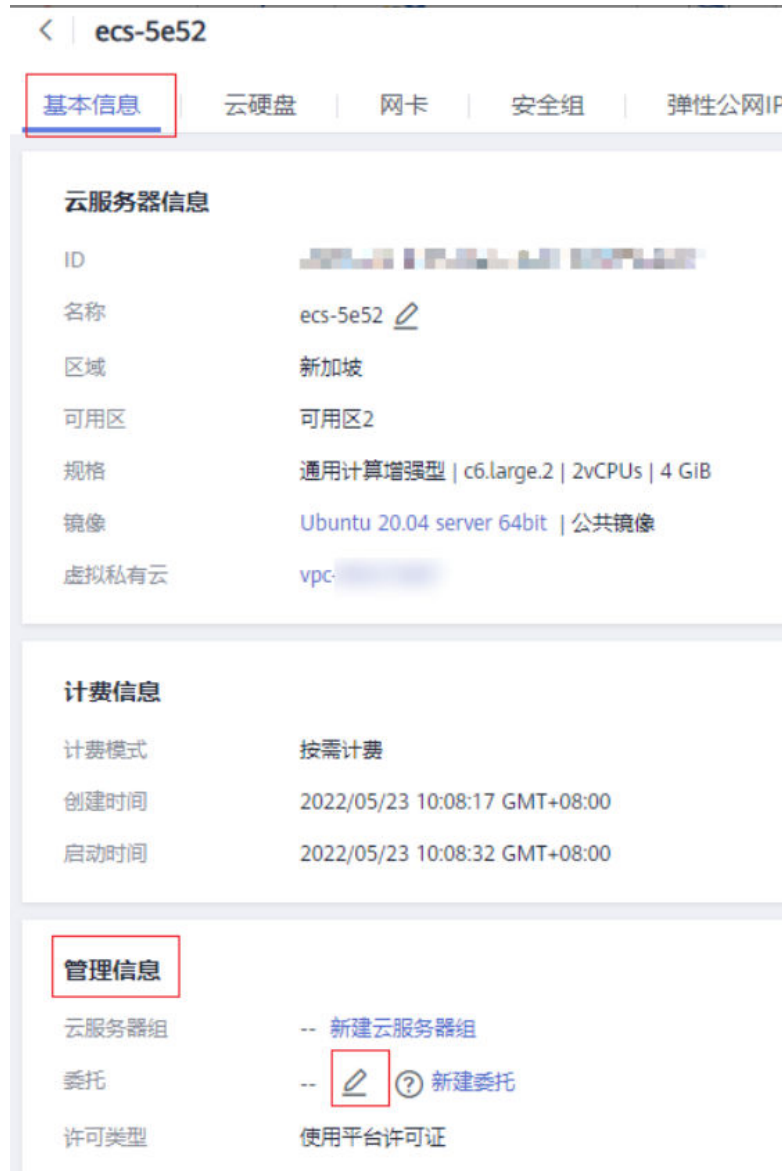 ecs-5e52
基本信息 云硬盘 网卡 安全组 弹性公网IP
云服务器信息
ID
名称 ecs-5e52
区域 新加坡
可用区 可用区2
规格 通用计算增强型 | c6.large.2 | 2vCPUs | 4 GiB
镜像 Ubuntu 20.04 server 64bit | 公共镜像
虚拟私有云 vpc-
计费信息
计费模式 按需计费
创建时间 2022/05/23 10:08:17 GMT+08:00
启动时间 2022/05/23 10:08:32 GMT+08:00
管理信息
云服务器组 -- 新建云服务器组
委托 -- ? 新建委托
许可类型 使用平台许可证